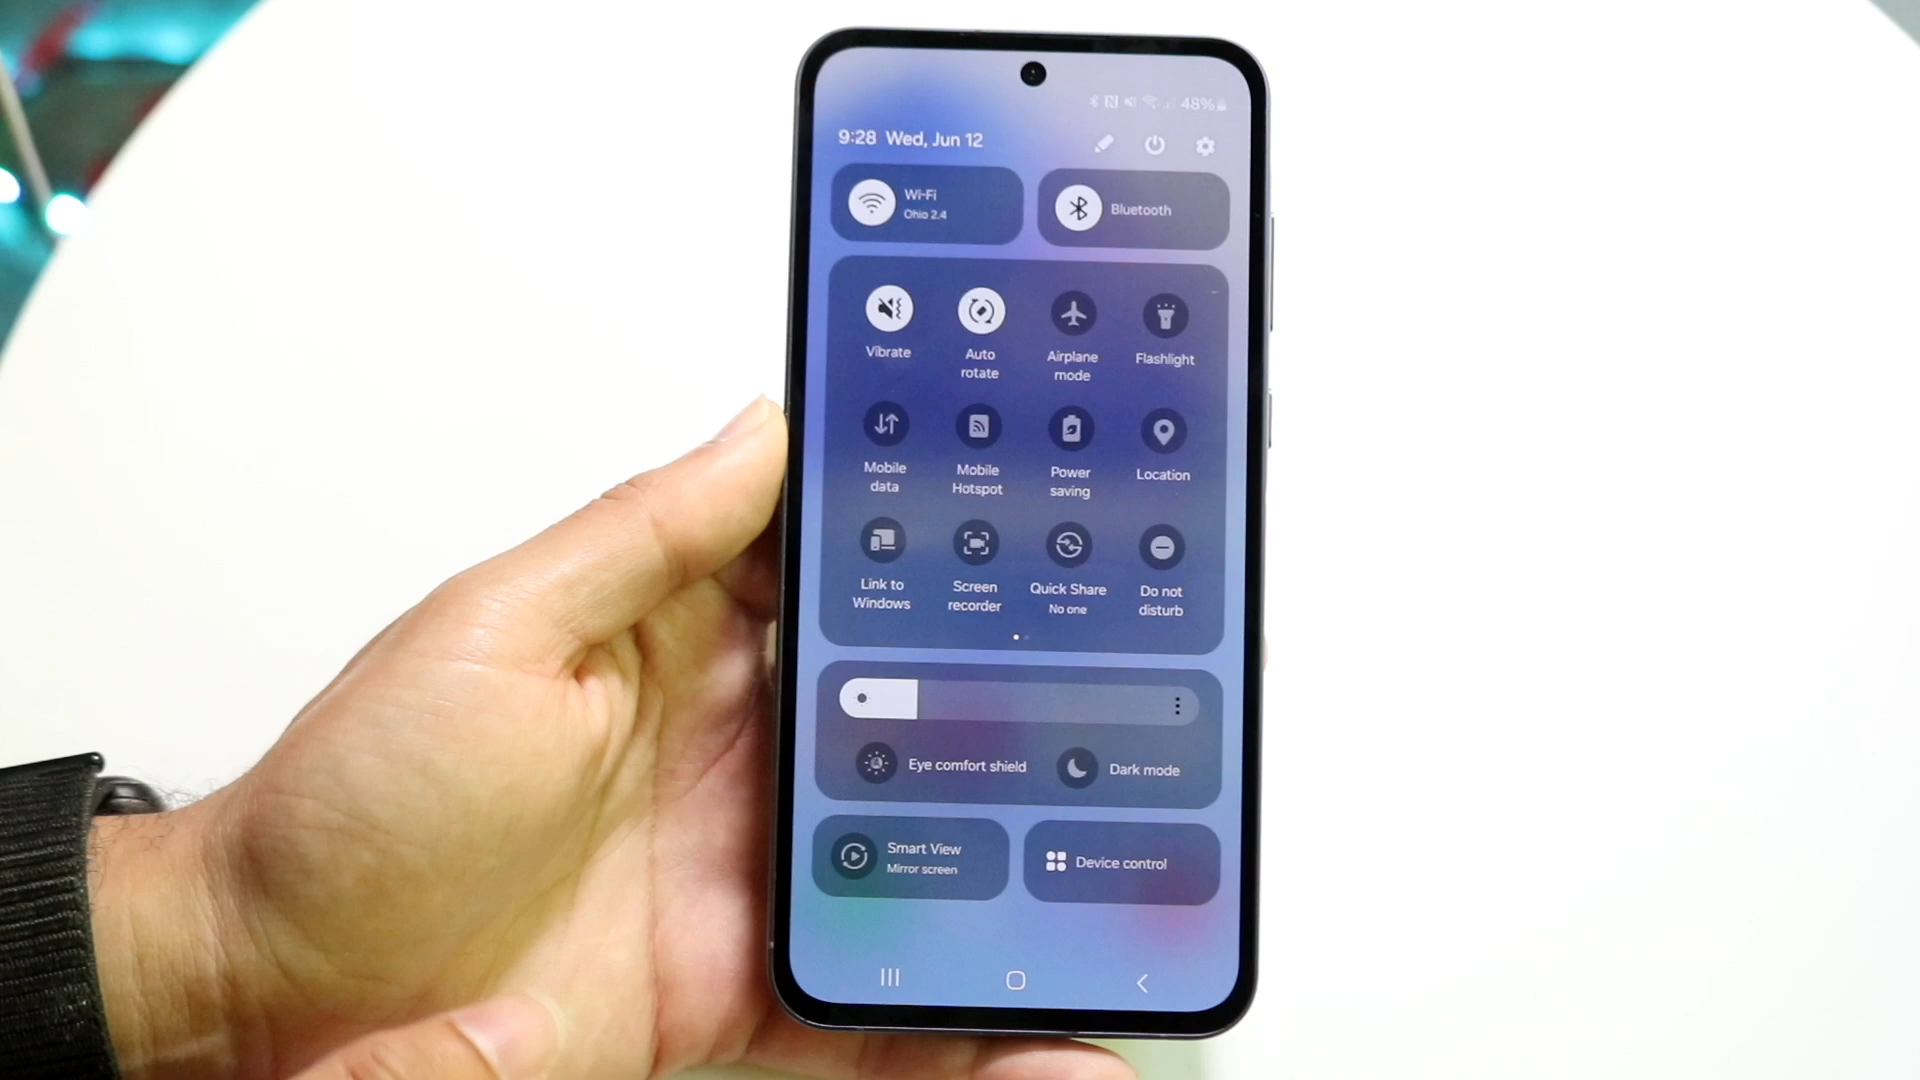 48%
9:28 Wed, Jun 12
Wi-Fi
Ohio 2.4
Bluetooth
Vibrate
Auto
rotate
Airplane
mode
Flashlight
Mobile
data
Mobile
Hotspot
Power
saving
Location
Link to
Windows
Screen
recorder
Quick Share
No one
Do not
disturb
Eye comfort shield
Dark mode
Smart View
Mirror screen
Device control